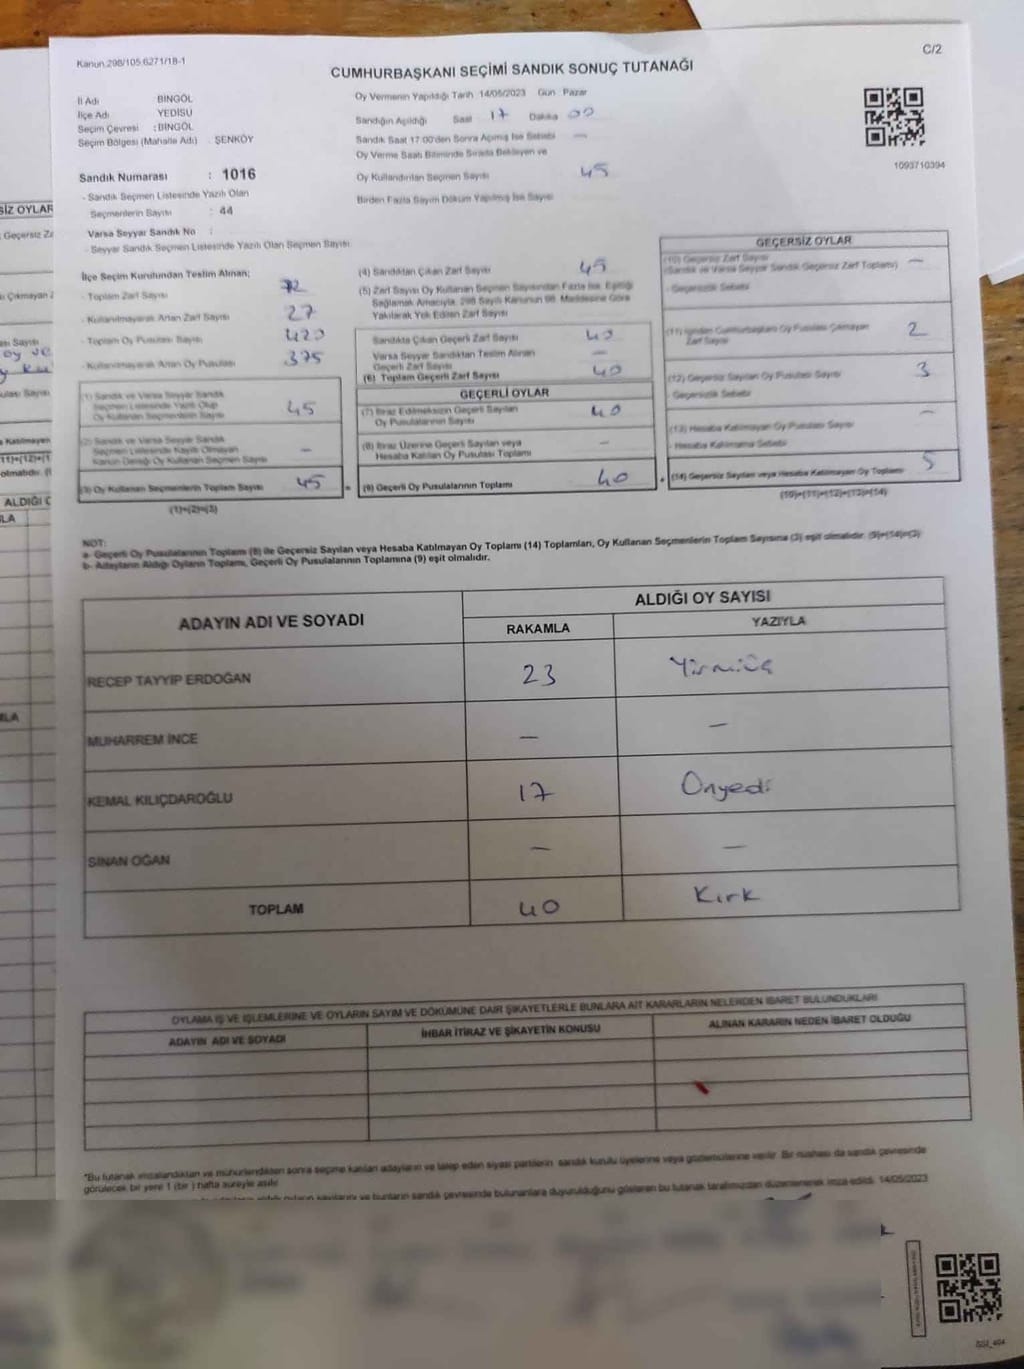 Kanun.298/105.6271/18-1
C/2
CUMHURBAŞKANI SEÇİMİ SANDIK SONUÇ TUTANAĞI
İl Adı BİNGÖL
İlçe Adı YEDİSU
Seçim Çevresi : BİNGÖL
Seçim Bölgesi (Mahalle Adı) . ŞENKÖY
Sandık Numarası : 1016
- Sandık Seçmen Listesinde Yazılı Olan
Seçmenlerin Sayısı : 44
Varsa Seyyar Sandık No :
- Seyyar Sandık Seçmen Listesinde Yazılı Olan Seçmen Sayısı
Oy Vermenin Yapıldığı Tarih 14/05/2023 Gün Pazar
Sandığın Açıldığı Saat 17 Dakika 00
Sandık Saat 17.00'den Sonra Açılmış İse Sebebi —
Oy Verme Saati Bitiminde Sırada Bekleyen ve
Oy Kullandırılan Seçmen Sayısı 45
Birden Fazla Sayım Döküm Yapılmış İse Sayısı
1093710394
İlçe Seçim Kurulundan Teslim Alınan;
- Toplam Zarf Sayısı 72
- Kullanılmayarak Artan Zarf Sayısı 27
- Toplam Oy Pusulası Sayısı 420
- Kullanılmayarak Artan Oy Pusulası 375
(1) Sandık ve Varsa Seyyar Sandık
Seçmen Listesinde Yazılı Olup
Oy Kullanan Seçmenlerin Sayısı 45
(2) Sandık ve Varsa Seyyar Sandık
Seçmen Listesinde Kayıtlı Olmayan
Kanun Gereği Oy Kullanan Seçmen Sayısı —
(3) Oy Kullanan Seçmenlerin Toplam Sayısı 45
(1)+(2)=(3)
(4) Sandıktan Çıkan Zarf Sayısı 45
(5) Zarf Sayısı Oy Kullanan Seçmen Sayısından Fazla İse, Eşitliği
Sağlamak Amacıyla, 298 Sayılı Kanunun 98. Maddesine Göre
Yakılarak Yok Edilen Zarf Sayısı
Sandıkta Çıkan Geçerli Zarf Sayısı 40
Varsa Seyyar Sandıktan Teslim Alınan
Geçerli Zarf Sayısı —
(6) Toplam Geçerli Zarf Sayısı 40
GEÇERLİ OYLAR
(7) İtiraz Edilmeksizin Geçerli Sayılan
Oy Pusulalarının Sayısı 40
(8) İtiraz Üzerine Geçerli Sayılan veya
Hesaba Katılan Oy Pusulası Toplamı —
(9) Geçerli Oy Pusulalarının Toplamı 40
GEÇERSİZ OYLAR
(10) Geçersiz Zarf Sayısı
(Sandık ve Varsa Seyyar Sandık Geçersiz Zarf Toplamı) —
- Geçersizlik Sebebi
(11) İçinden Cumhurbaşkanı Oy Pusulası Çıkmayan
Zarf Sayısı 2
(12) Geçersiz Sayılan Oy Pusulası Sayısı 3
- Geçersizlik Sebebi
(13) Hesaba Katılmayan Oy Pusulası Sayısı —
- Hesaba Katılmama Sebebi
(14) Geçersiz Sayılan veya Hesaba Katılmayan Oy Toplamı 5
(10)+(11)+(12)+(13)=(14)
NOT:
a- Geçerli Oy Pusulalarının Toplamı (9) ile Geçersiz Sayılan veya Hesaba Katılmayan Oy Toplamı (14) Toplamları, Oy Kullanan Seçmenlerin Toplam Sayısına (3) eşit olmalıdır. (9)+(14)=(3)
b- Adayların Aldığı Oyların Toplamı, Geçerli Oy Pusulalarının Toplamına (9) eşit olmalıdır.
ADAYIN ADI VE SOYADI
ALDIĞI OY SAYISI
RAKAMLA YAZIYLA
RECEP TAYYİP ERDOĞAN 23 Yirmiüç
MUHARREM İNCE — —
KEMAL KILIÇDAROĞLU 17 Onyedi
SİNAN OĞAN — —
TOPLAM 40 Kırk
OYLAMA İŞ VE İŞLEMLERİNE VE OYLARIN SAYIM VE DÖKÜMÜNE DAİR ŞİKAYETLERLE BUNLARA AİT KARARLARIN NELERDEN İBARET BULUNDUKLARI
ADAYIN ADI VE SOYADI İHBAR İTİRAZ VE ŞİKAYETİN KONUSU ALINAN KARARIN NEDEN İBARET OLDUĞU
*Bu tutanak imzalandıktan ve mühürlendikten sonra seçime katılan adayların ve talep eden siyasi partilerin sandık kurulu üyelerine veya gözlemcilerine verilir. Bir nüshası da sandık çevresinde
görülecek bir yere 1 (bir) hafta süreyle asılır.
bunların sandık çevresinde bulunanlara duyurulduğunu gösteren bu tutanak tarafımızdan düzenlenerek imza edildi. 14/05/2023